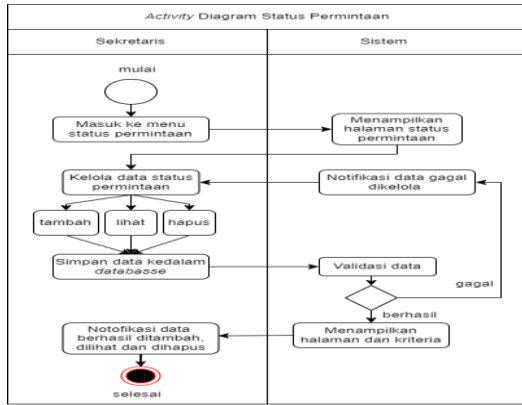 Activity Diagram Status Permintaan
Sekretaris
Sistem
mulai
Masuk ke menu
status permintaan
Menampilkan
halaman status
permintaan
Kelola data status
permintaan
Notifikasi data gagal
dikelola
tambah
lihat
hapus
Simpan data kedalam
databasse
Validasi data
gagal
berhasil
Notofikasi data
berhasil ditambah,
dilihat dan dihapus
Menampilkan
halaman dan kriteria
selesai